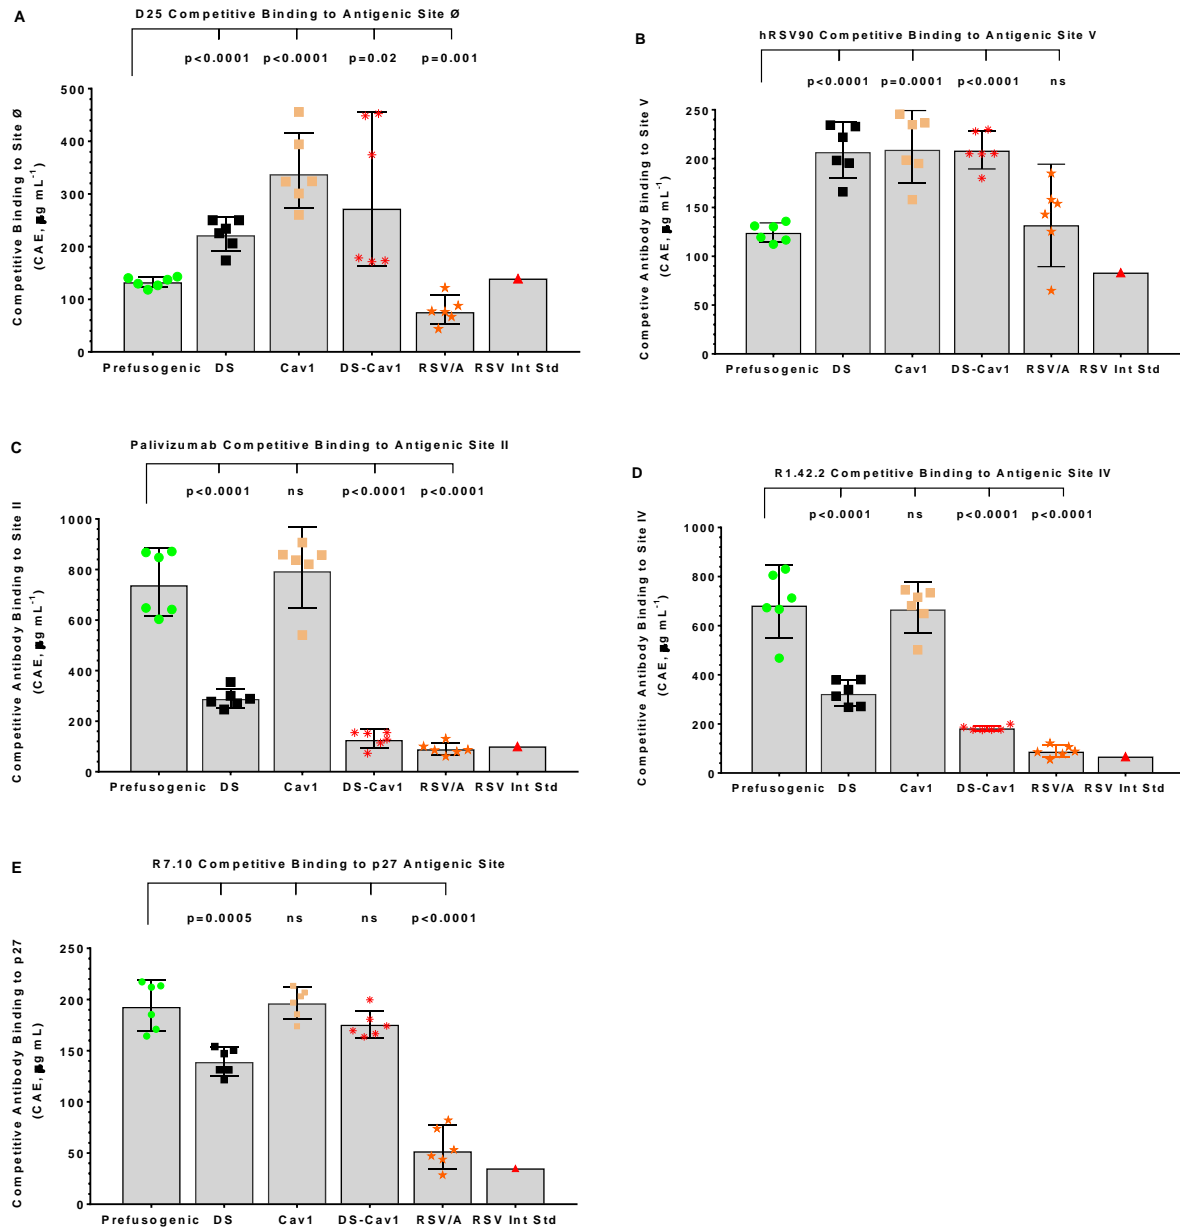 A
D25 Competitive Binding to Antigenic Site Ø
p<0.0001 p<0.0001 p=0.02 p=0.001
Competitive Binding to Site Ø
(CAE, µg mL-1)
500
400
300
200
100
0
Prefusogenic DS Cav1 DS-Cav1 RSV/A RSV Int Std
B
hRSV90 Competitive Binding to Antigenic Site V
p<0.0001 p=0.0001 p<0.0001 ns
Competive Antibody Binding to Site V
(CAE, µg mL-1)
250
200
150
100
50
0
Prefusogenic DS Cav1 DS-Cav1 RSV/A RSV Int Std
C
Palivizumab Competitive Binding to Antigenic Site II
p<0.0001 ns p<0.0001 p<0.0001
Competitive Antibody Binding to Site II
(CAE, µg mL-1)
1000
800
600
400
200
0
Prefusogenic DS Cav1 DS-Cav1 RSV/A RSV Int Std
D
R1.42.2 Competitive Binding to Antigenic Site IV
p<0.0001 ns p<0.0001 p<0.0001
Competitive Antibody Binding to Site IV
(CAE, µg mL-1)
1000
800
600
400
200
0
Prefusogenic DS Cav1 DS-Cav1 RSV/A RSV Int Std
E
R7.10 Competitive Binding to p27 Antigenic Site
p=0.0005 ns ns p<0.0001
Competitive Antibody Binding to p27
(CAE, µg mL)
250
200
150
100
50
0
Prefusogenic DS Cav1 DS-Cav1 RSV/A RSV Int Std